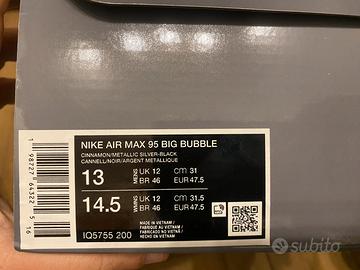 NIKE AIR MAX 95 BIG BUBBLE
CINNAMON/METALLIC SILVER-BLACK
CANNELL/NOIR/ARGENT METALLIQUE
13 MENS UK 12 CM 31
BR 46 EUR 47.5
14.5 WMNS UK 12 CM 31.5
BR 46 EUR 47.5
IQ5755 200
MADE IN VIETNAM /
FABRIQUE AU VIETNAM /
FABRICADO EN VIETNAM
subito